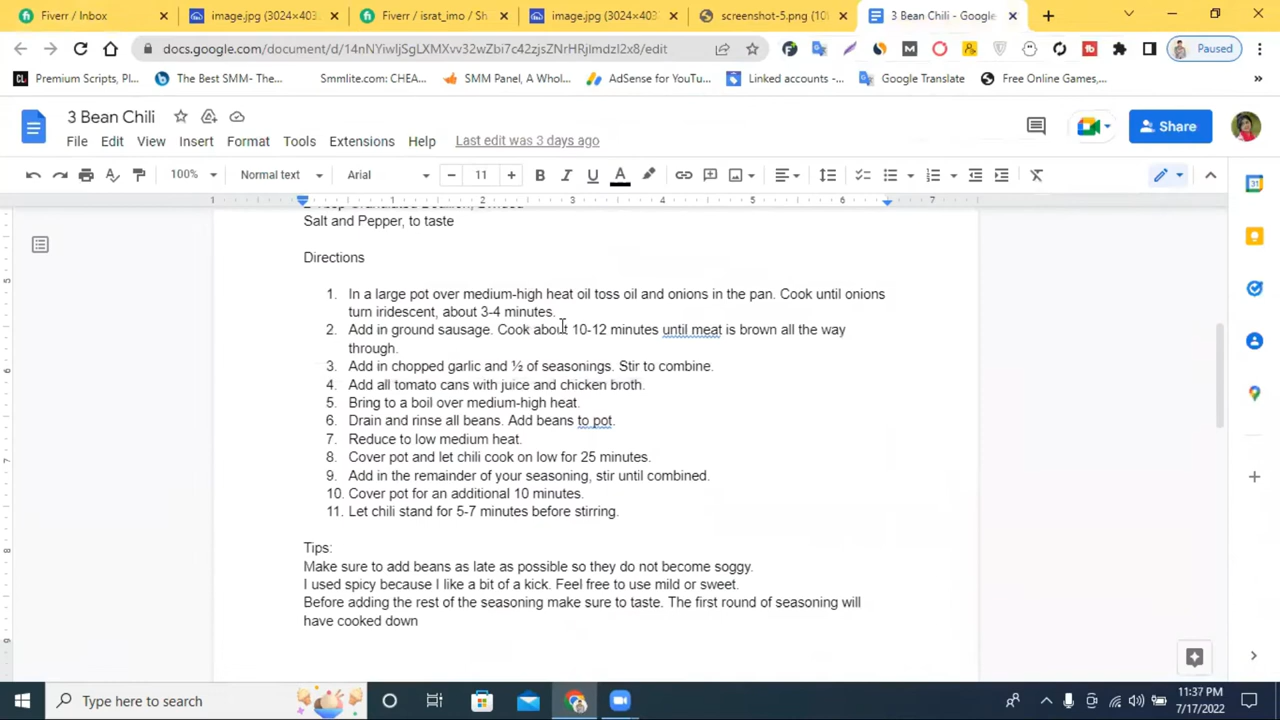 Fiverr / Inbox
image.jpg (3024×403
Fiverr / israt_imo / Sh
image.jpg (3024×403
screenshot-5.png (10
3 Bean Chili - Google
docs.google.com/document/d/14nNYiwljSgLXMXvv32wZbi7c42zjsZNrHRjlmdzI2x8/edit
Paused
Premium Scripts, Pl...
The Best SMM- The...
Smmlite.com: CHEA...
SMM Panel, A Whol...
AdSense for YouTu...
Linked accounts -...
Google Translate
Free Online Games,...
3 Bean Chili
File Edit View Insert Format Tools Extensions Help Last edit was 3 days ago
Share
100% Normal text Arial 11
1 1 2 3 4 5 6 7
Salt and Pepper, to taste
Directions
1. In a large pot over medium-high heat oil toss oil and onions in the pan. Cook until onions
turn iridescent, about 3-4 minutes.
2. Add in ground sausage. Cook about 10-12 minutes until meat is brown all the way
through.
3. Add in chopped garlic and ½ of seasonings. Stir to combine.
4. Add all tomato cans with juice and chicken broth.
5. Bring to a boil over medium-high heat.
6. Drain and rinse all beans. Add beans to pot.
7. Reduce to low medium heat.
8. Cover pot and let chili cook on low for 25 minutes.
9. Add in the remainder of your seasoning, stir until combined.
10. Cover pot for an additional 10 minutes.
11. Let chili stand for 5-7 minutes before stirring.
Tips:
Make sure to add beans as late as possible so they do not become soggy.
I used spicy because I like a bit of a kick. Feel free to use mild or sweet.
Before adding the rest of the seasoning make sure to taste. The first round of seasoning will
have cooked down
Type here to search
11:37 PM
7/17/2022